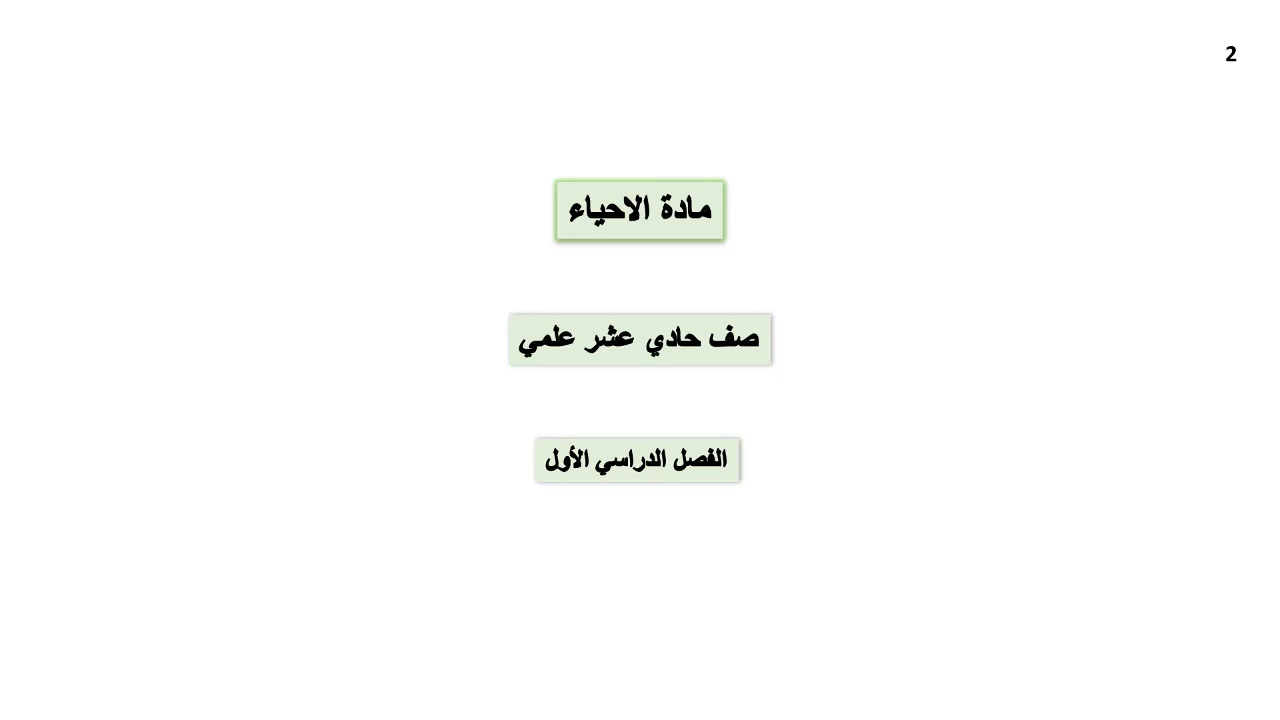 2
مادة الاحياء
صف حادي عشر علمي
الفصل الدراسي الأول